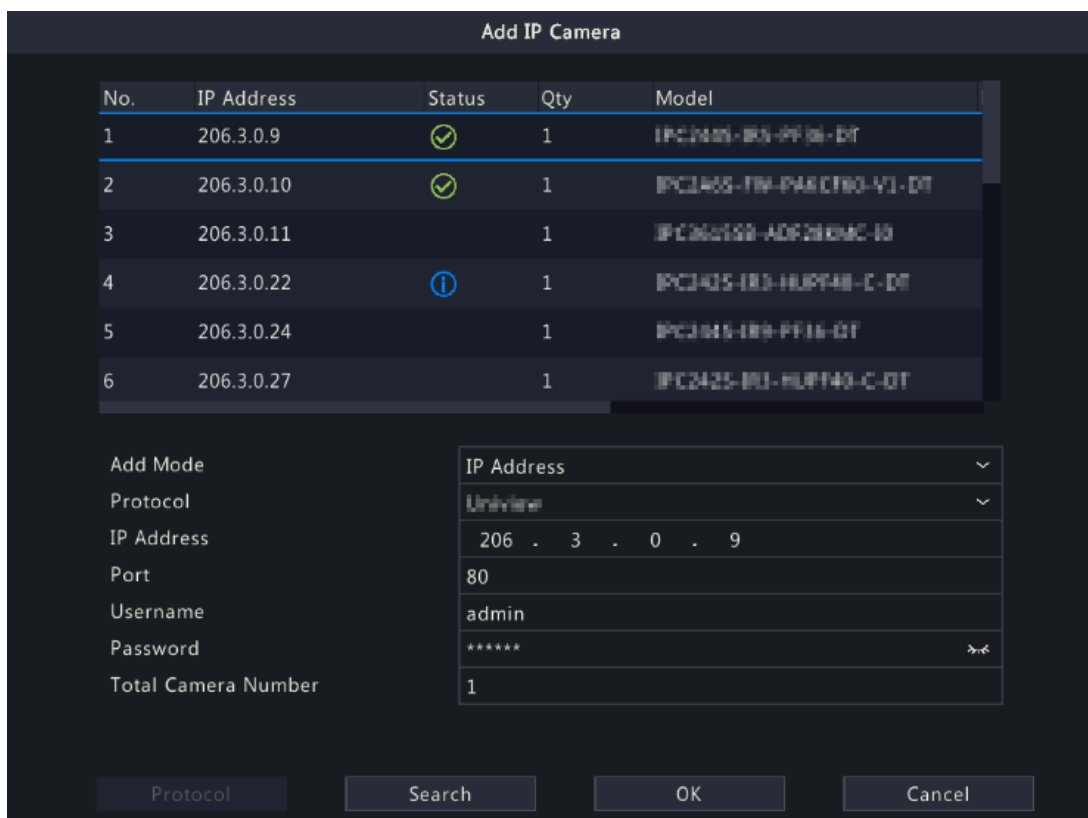 Add IP Camera
No. IP Address Status Qty Model
1 206.3.0.9 1
2 206.3.0.10 1
3 206.3.0.11 1
4 206.3.0.22 1
5 206.3.0.24 1
6 206.3.0.27 1
Add Mode IP Address
Protocol
IP Address 206 . 3 . 0 . 9
Port 80
Username admin
Password ******
Total Camera Number 1
Protocol Search OK Cancel